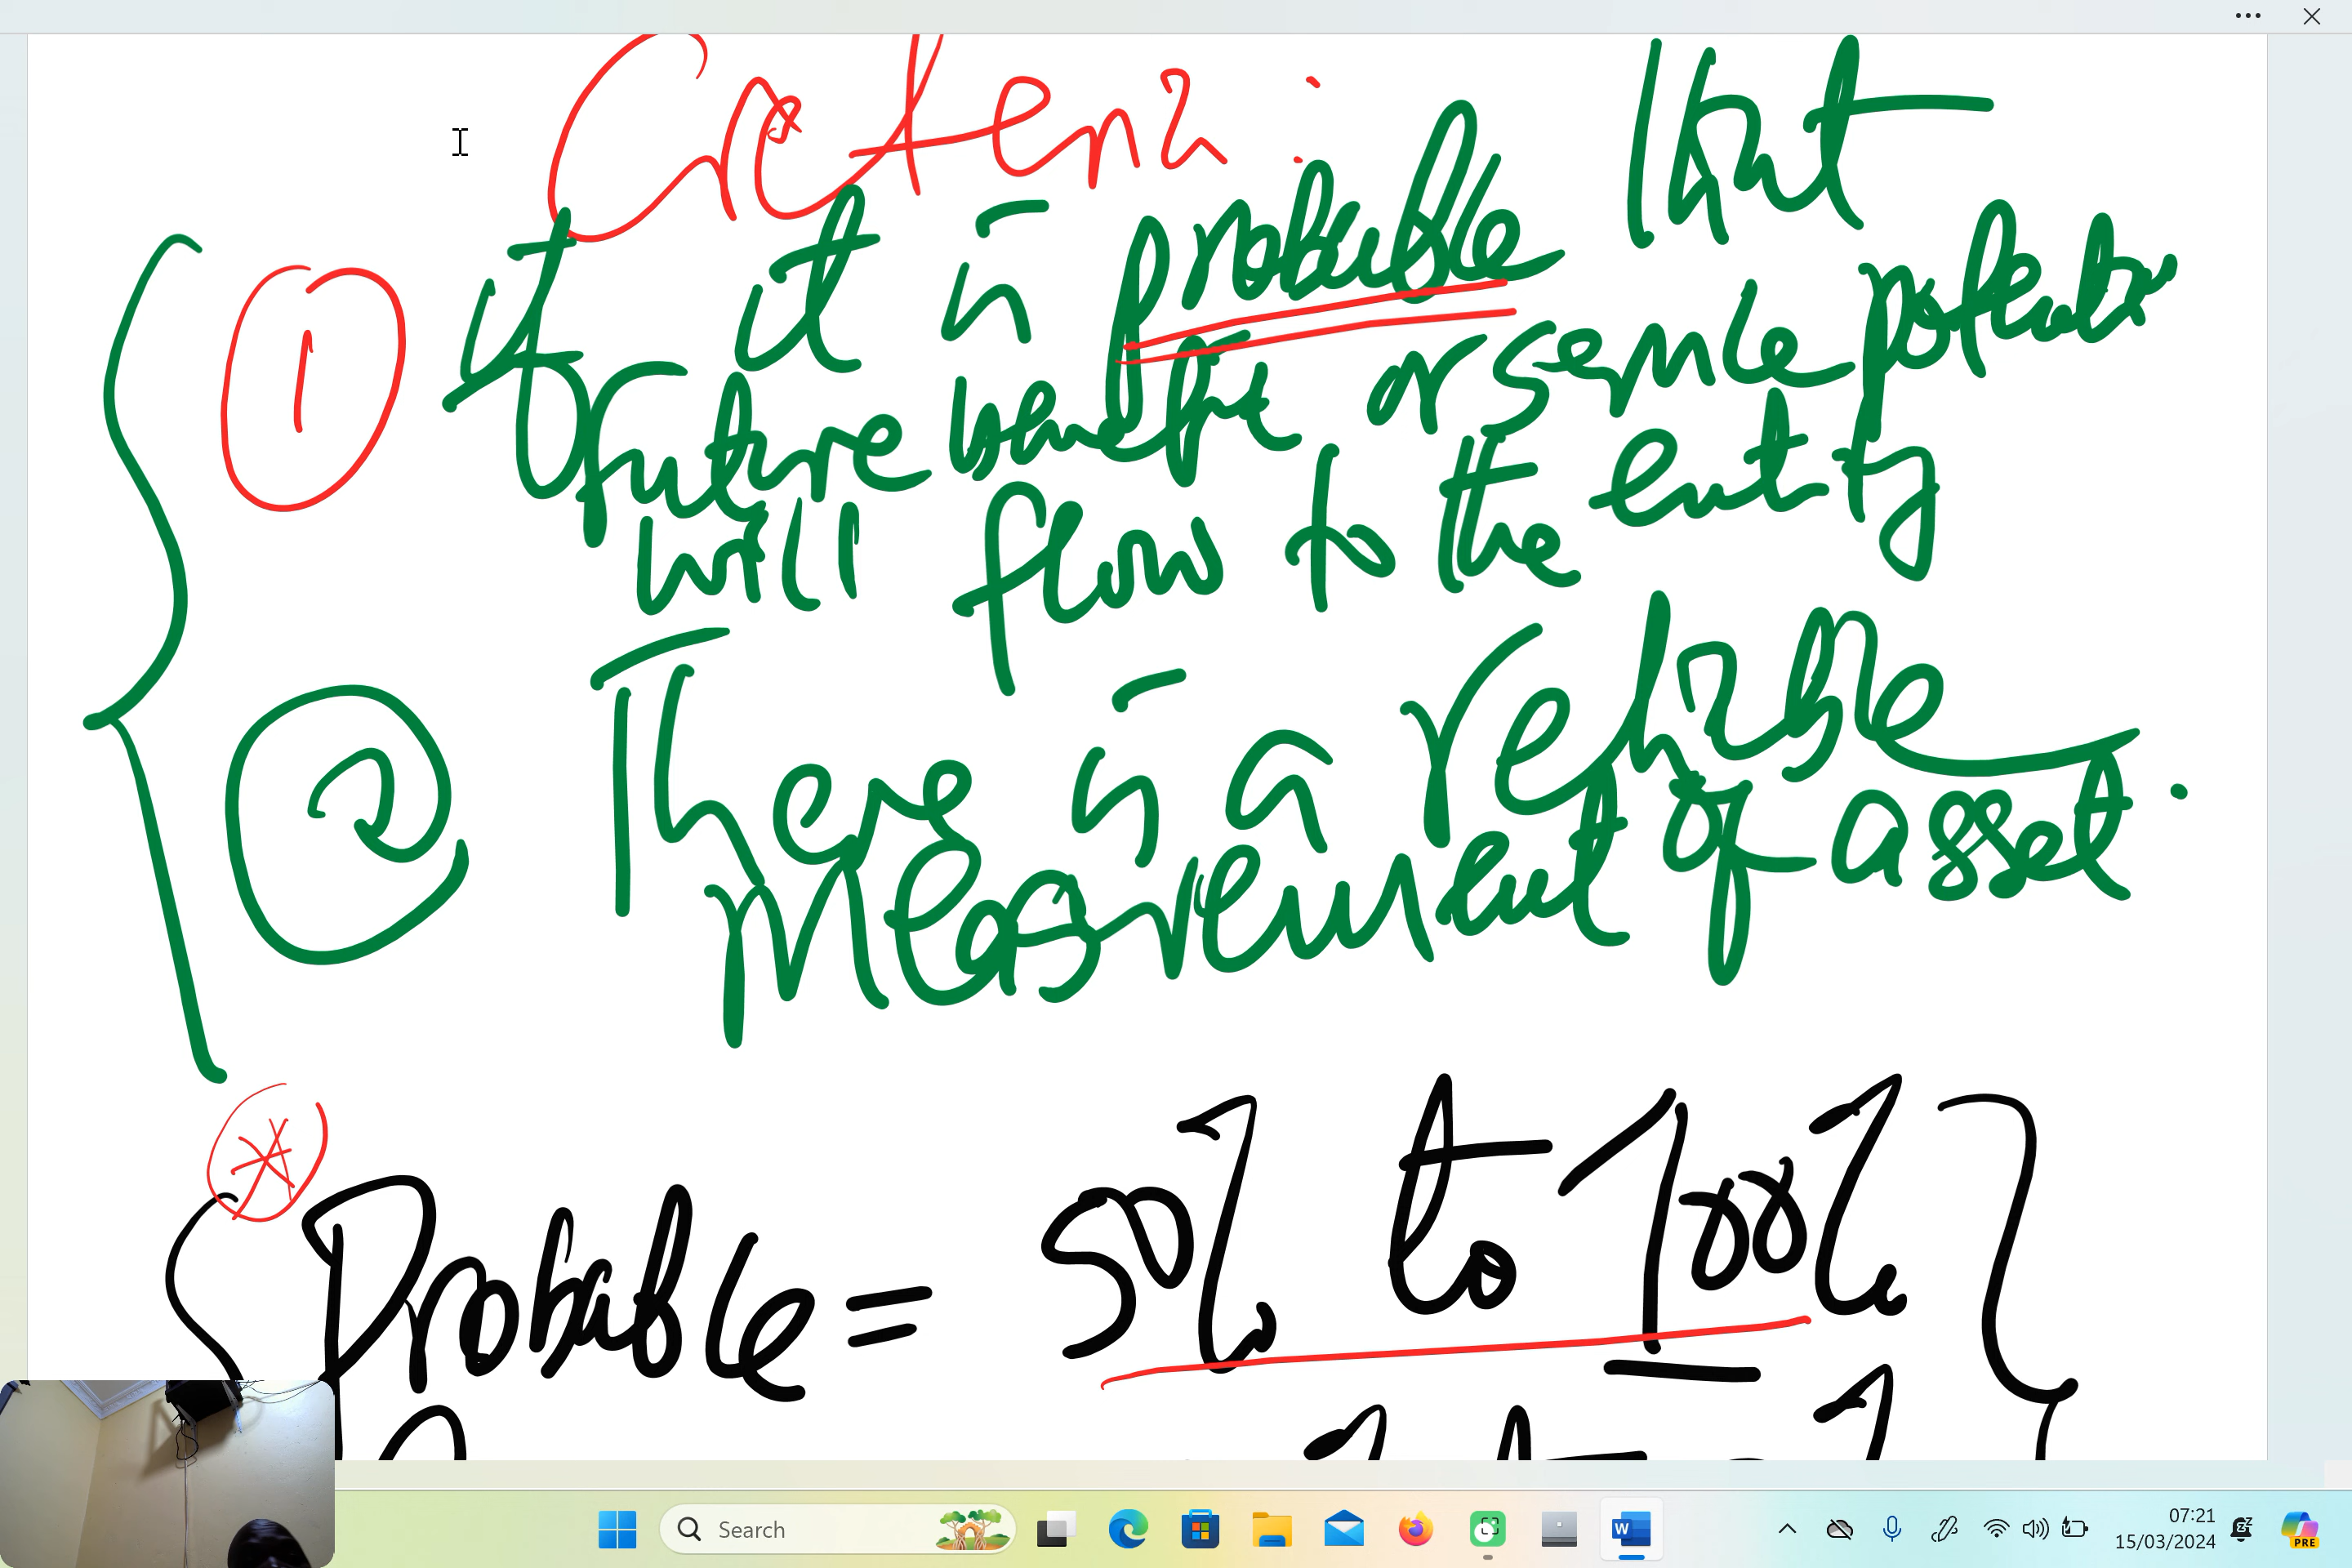 Criteria :
① If it is probable that
future benefit or service potential
will flow to the entity
② There is a reliable
measurement of asset.
Probable = 50% to 100%
Search
07:21
15/03/2024
PRE